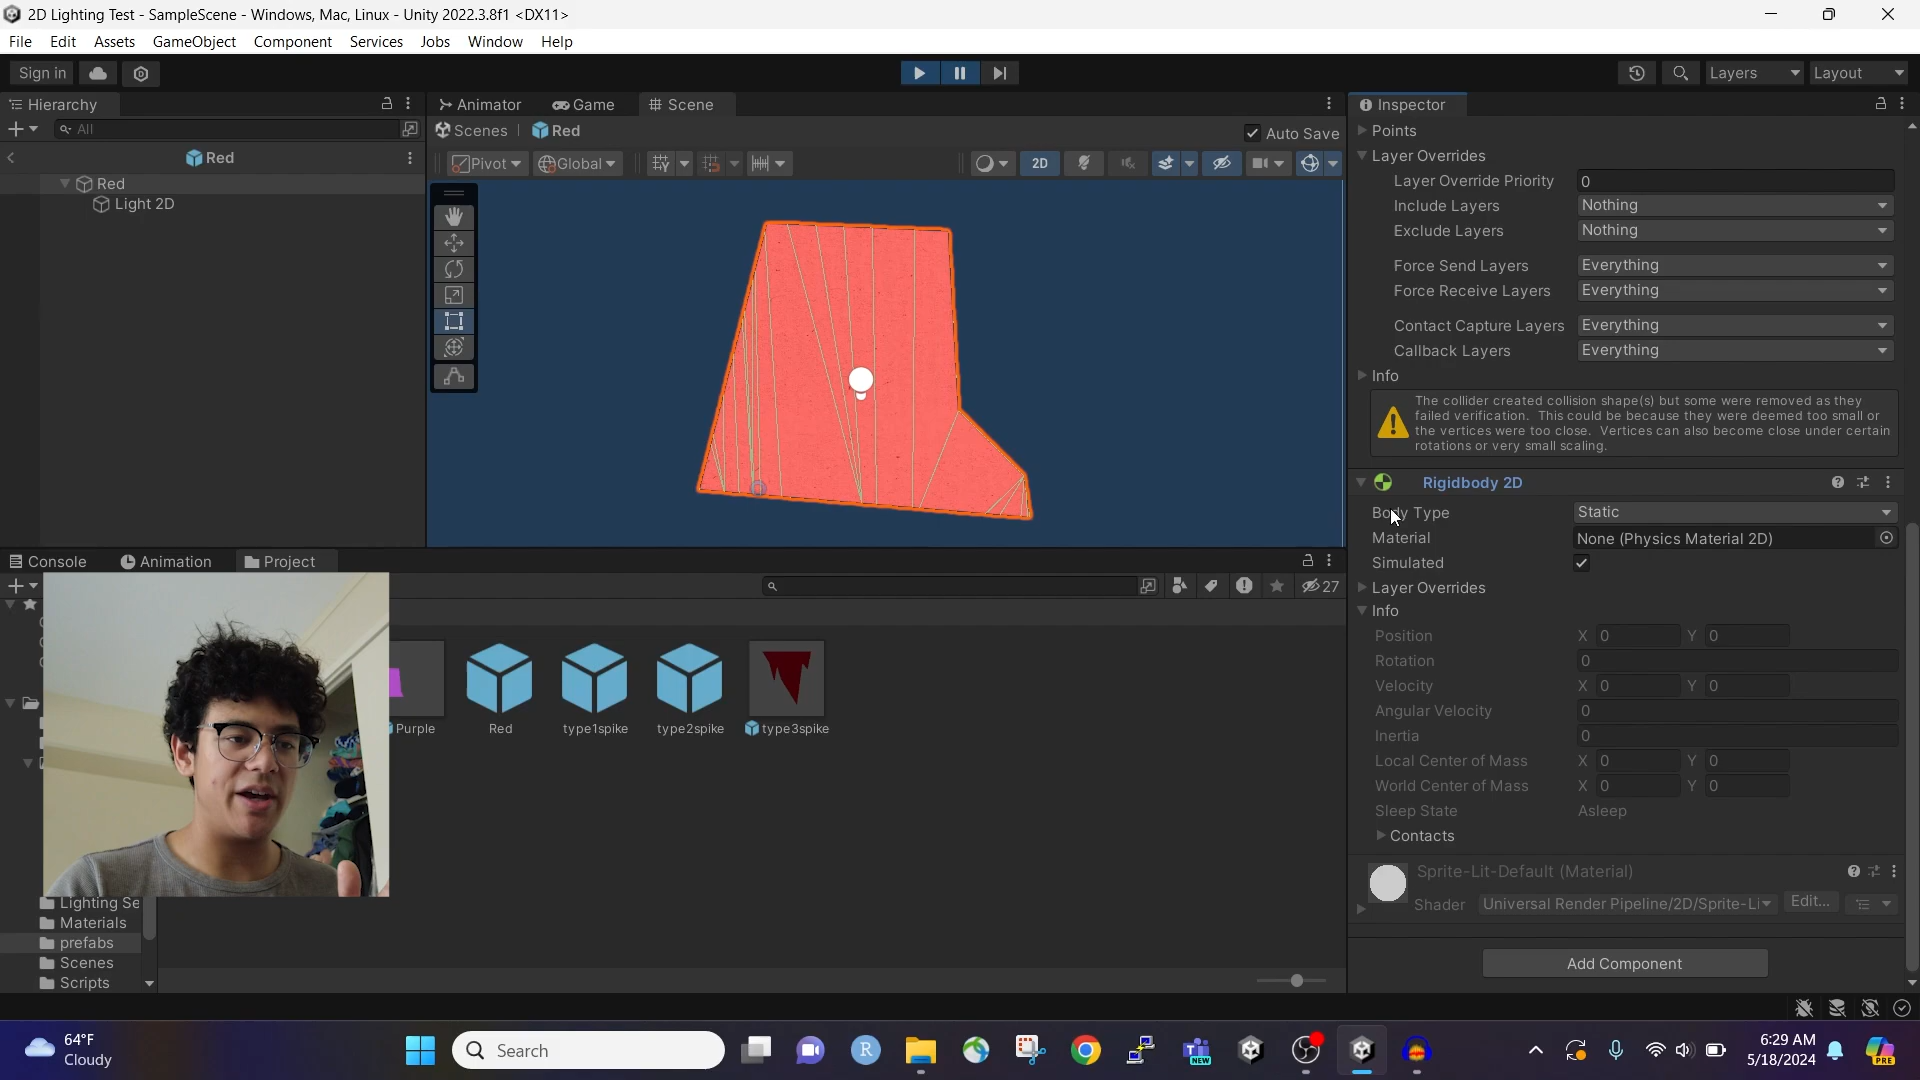 2D Lighting Test - SampleScene - Windows, Mac, Linux - Unity 2022.3.8f1 <DX11>
File Edit Assets GameObject Component Services Jobs Window Help
Sign in
Layers
Layout
Hierarchy
All
Red
Red
Light 2D
Animator Game Scene
Scenes Red
Auto Save
Pivot Global 2D
Inspector
Points
Layer Overrides
Layer Override Priority 0
Include Layers Nothing
Exclude Layers Nothing
Force Send Layers Everything
Force Receive Layers Everything
Contact Capture Layers Everything
Callback Layers Everything
Info
The collider created collision shape(s) but some were removed as they
failed verification. This could be because they were deemed too small or
the vertices were too close. Vertices can also become close under certain
rotations or very small scaling.
Rigidbody 2D
Body Type Static
Material None (Physics Material 2D)
Simulated
Layer Overrides
Info
Position X 0 Y 0
Rotation 0
Velocity X 0 Y 0
Angular Velocity 0
Inertia 0
Local Center of Mass X 0 Y 0
World Center of Mass X 0 Y 0
Sleep State Asleep
Contacts
Sprite-Lit-Default (Material)
Shader Universal Render Pipeline/2D/Sprite-Li Edit...
Add Component
Console Animation Project
27
Purple Red type1spike type2spike type3spike
Lighting Se
Materials
prefabs
Scenes
Scripts
64°F
Cloudy
Search
NEW
6:29 AM
5/18/2024
PRE